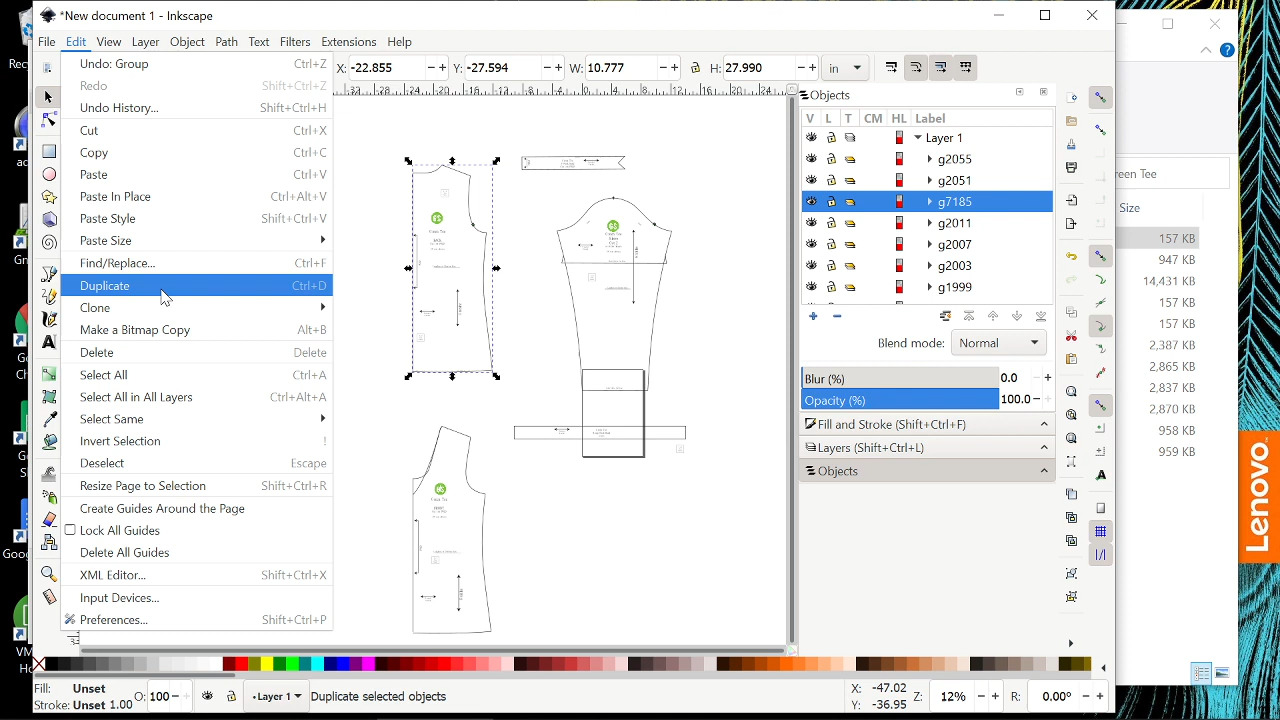 *New document 1 - Inkscape
File Edit View Layer Object Path Text Filters Extensions Help
Undo: Group Ctrl+Z
Redo Shift+Ctrl+Z
Undo History... Shift+Ctrl+H
Cut Ctrl+X
Copy Ctrl+C
Paste Ctrl+V
Paste In Place Ctrl+Alt+V
Paste Style Shift+Ctrl+V
Paste Size
Find/Replace... Ctrl+F
Duplicate Ctrl+D
Clone
Make a Bitmap Copy Alt+B
Delete Delete
Select All Ctrl+A
Select All in All Layers Ctrl+Alt+A
Select Same
Invert Selection
Deselect Escape
Resize Page to Selection Shift+Ctrl+R
Create Guides Around the Page
Lock All Guides
Delete All Guides
XML Editor... Shift+Ctrl+X
Input Devices...
Preferences... Shift+Ctrl+P
X: -22.855 Y: -27.594 W: 10.777 H: 27.990 in
Objects
V L T CM HL Label
Layer 1
g2055
g2051
g7185
g2011
g2007
g2003
g1999
Blend mode: Normal
Blur (%) 0.0
Opacity (%) 100.0
Fill and Stroke (Shift+Ctrl+F)
Layers (Shift+Ctrl+L)
Objects
reen Tee
Size
157 KB
947 KB
14,431 KB
157 KB
157 KB
2,387 KB
2,865 KB
2,837 KB
2,870 KB
958 KB
959 KB
Lenovo
Fill: Unset
Stroke: Unset 1.00
O: 100
Layer 1
Duplicate selected objects
X: -47.02
Y: -36.95
Z: 12%
R: 0.00°